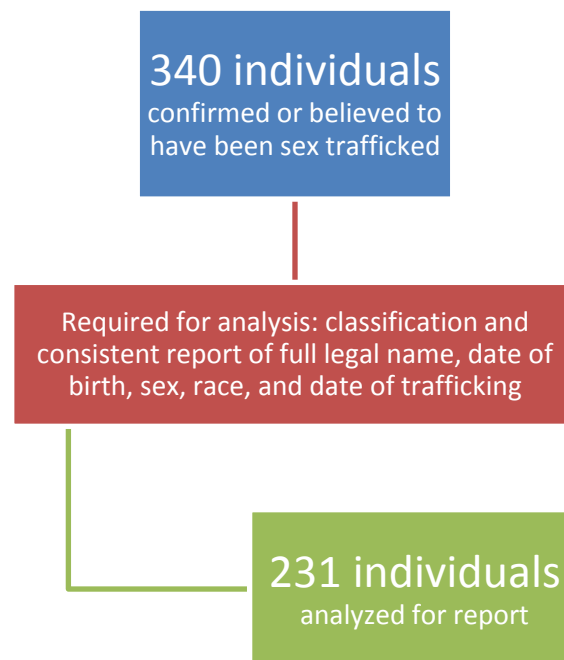 340 individuals
confirmed or believed to
have been sex trafficked
Required for analysis: classification and
consistent report of full legal name, date of
birth, sex, race, and date of trafficking
231 individuals
analyzed for report